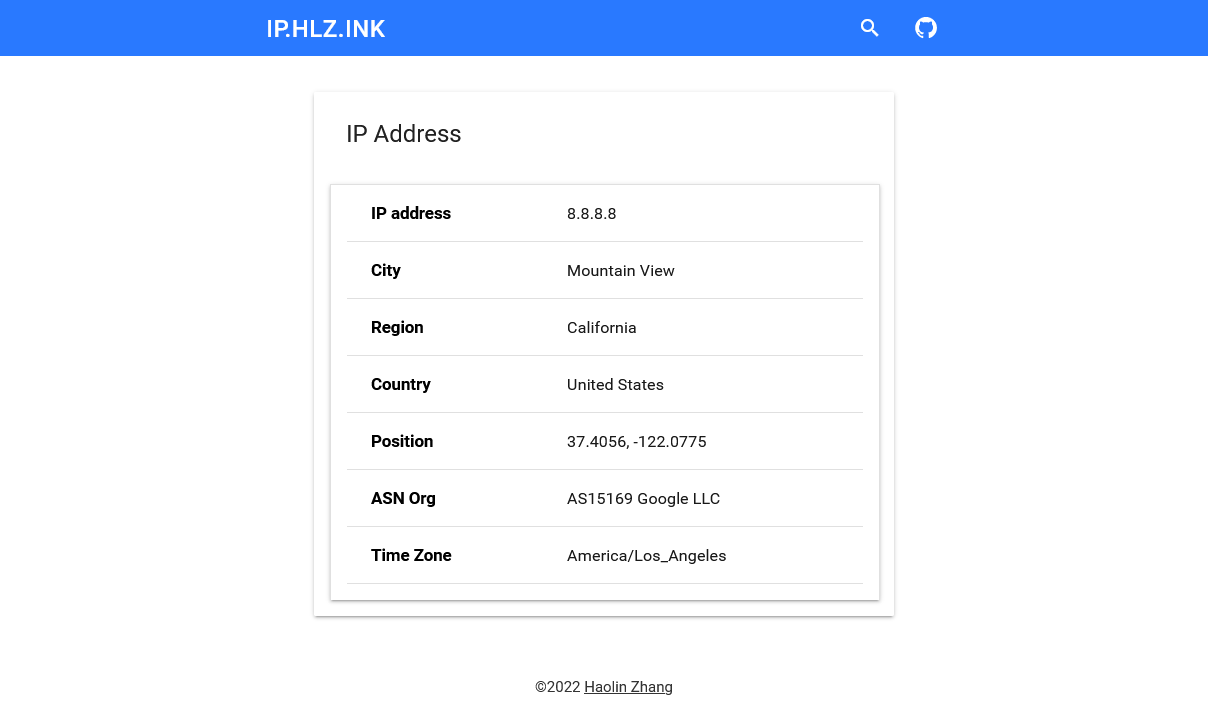 IP.HLZ.INK
IP Address
IP address 8.8.8.8
City Mountain View
Region California
Country United States
Position 37.4056, -122.0775
ASN Org AS15169 Google LLC
Time Zone America/Los_Angeles
©2022 Haolin Zhang